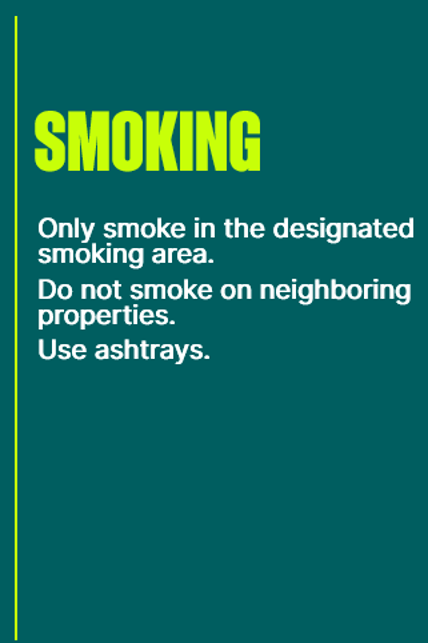 SMOKING
Only smoke in the designated
smoking area.
Do not smoke on neighboring
properties.
Use ashtrays.